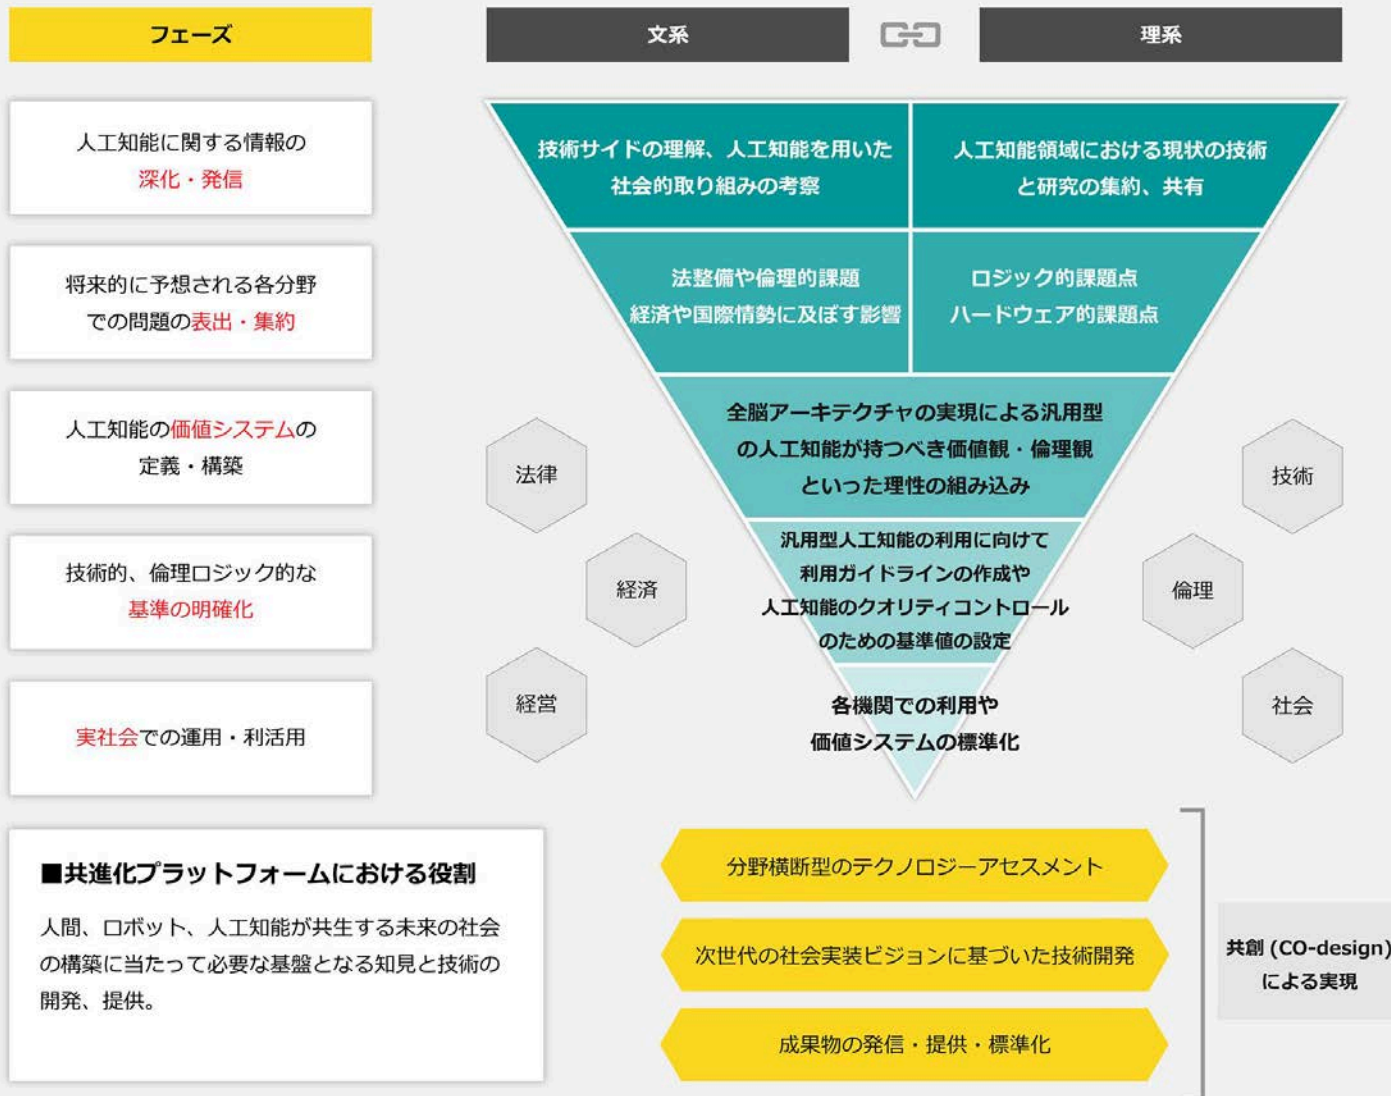 フェーズ
文系
理系
人工知能に関する情報の
深化・発信
技術サイドの理解、人工知能を用いた
社会的取り組みの考察
人工知能領域における現状の技術
と研究の集約、共有
将来的に予想される各分野
での問題の表出・集約
法整備や倫理的課題
経済や国際情勢に及ぼす影響
ロジック的課題点
ハードウェア的課題点
人工知能の価値システムの
定義・構築
全脳アーキテクチャの実現による汎用型
の人工知能が持つべき価値観・倫理観
といった理性の組み込み
法律
技術
技術的、倫理ロジック的な
基準の明確化
汎用型人工知能の利用に向けて
利用ガイドラインの作成や
人工知能のクオリティコントロール
のための基準値の設定
経済
倫理
実社会での運用・利活用
各機関での利用や
価値システムの標準化
経営
社会
■共進化プラットフォームにおける役割
人間、ロボット、人工知能が共生する未来の社会
の構築に当たって必要な基盤となる知見と技術の
開発、提供。
分野横断型のテクノロジーアセスメント
次世代の社会実装ビジョンに基づいた技術開発
成果物の発信・提供・標準化
共創 (CO-design)
による実現